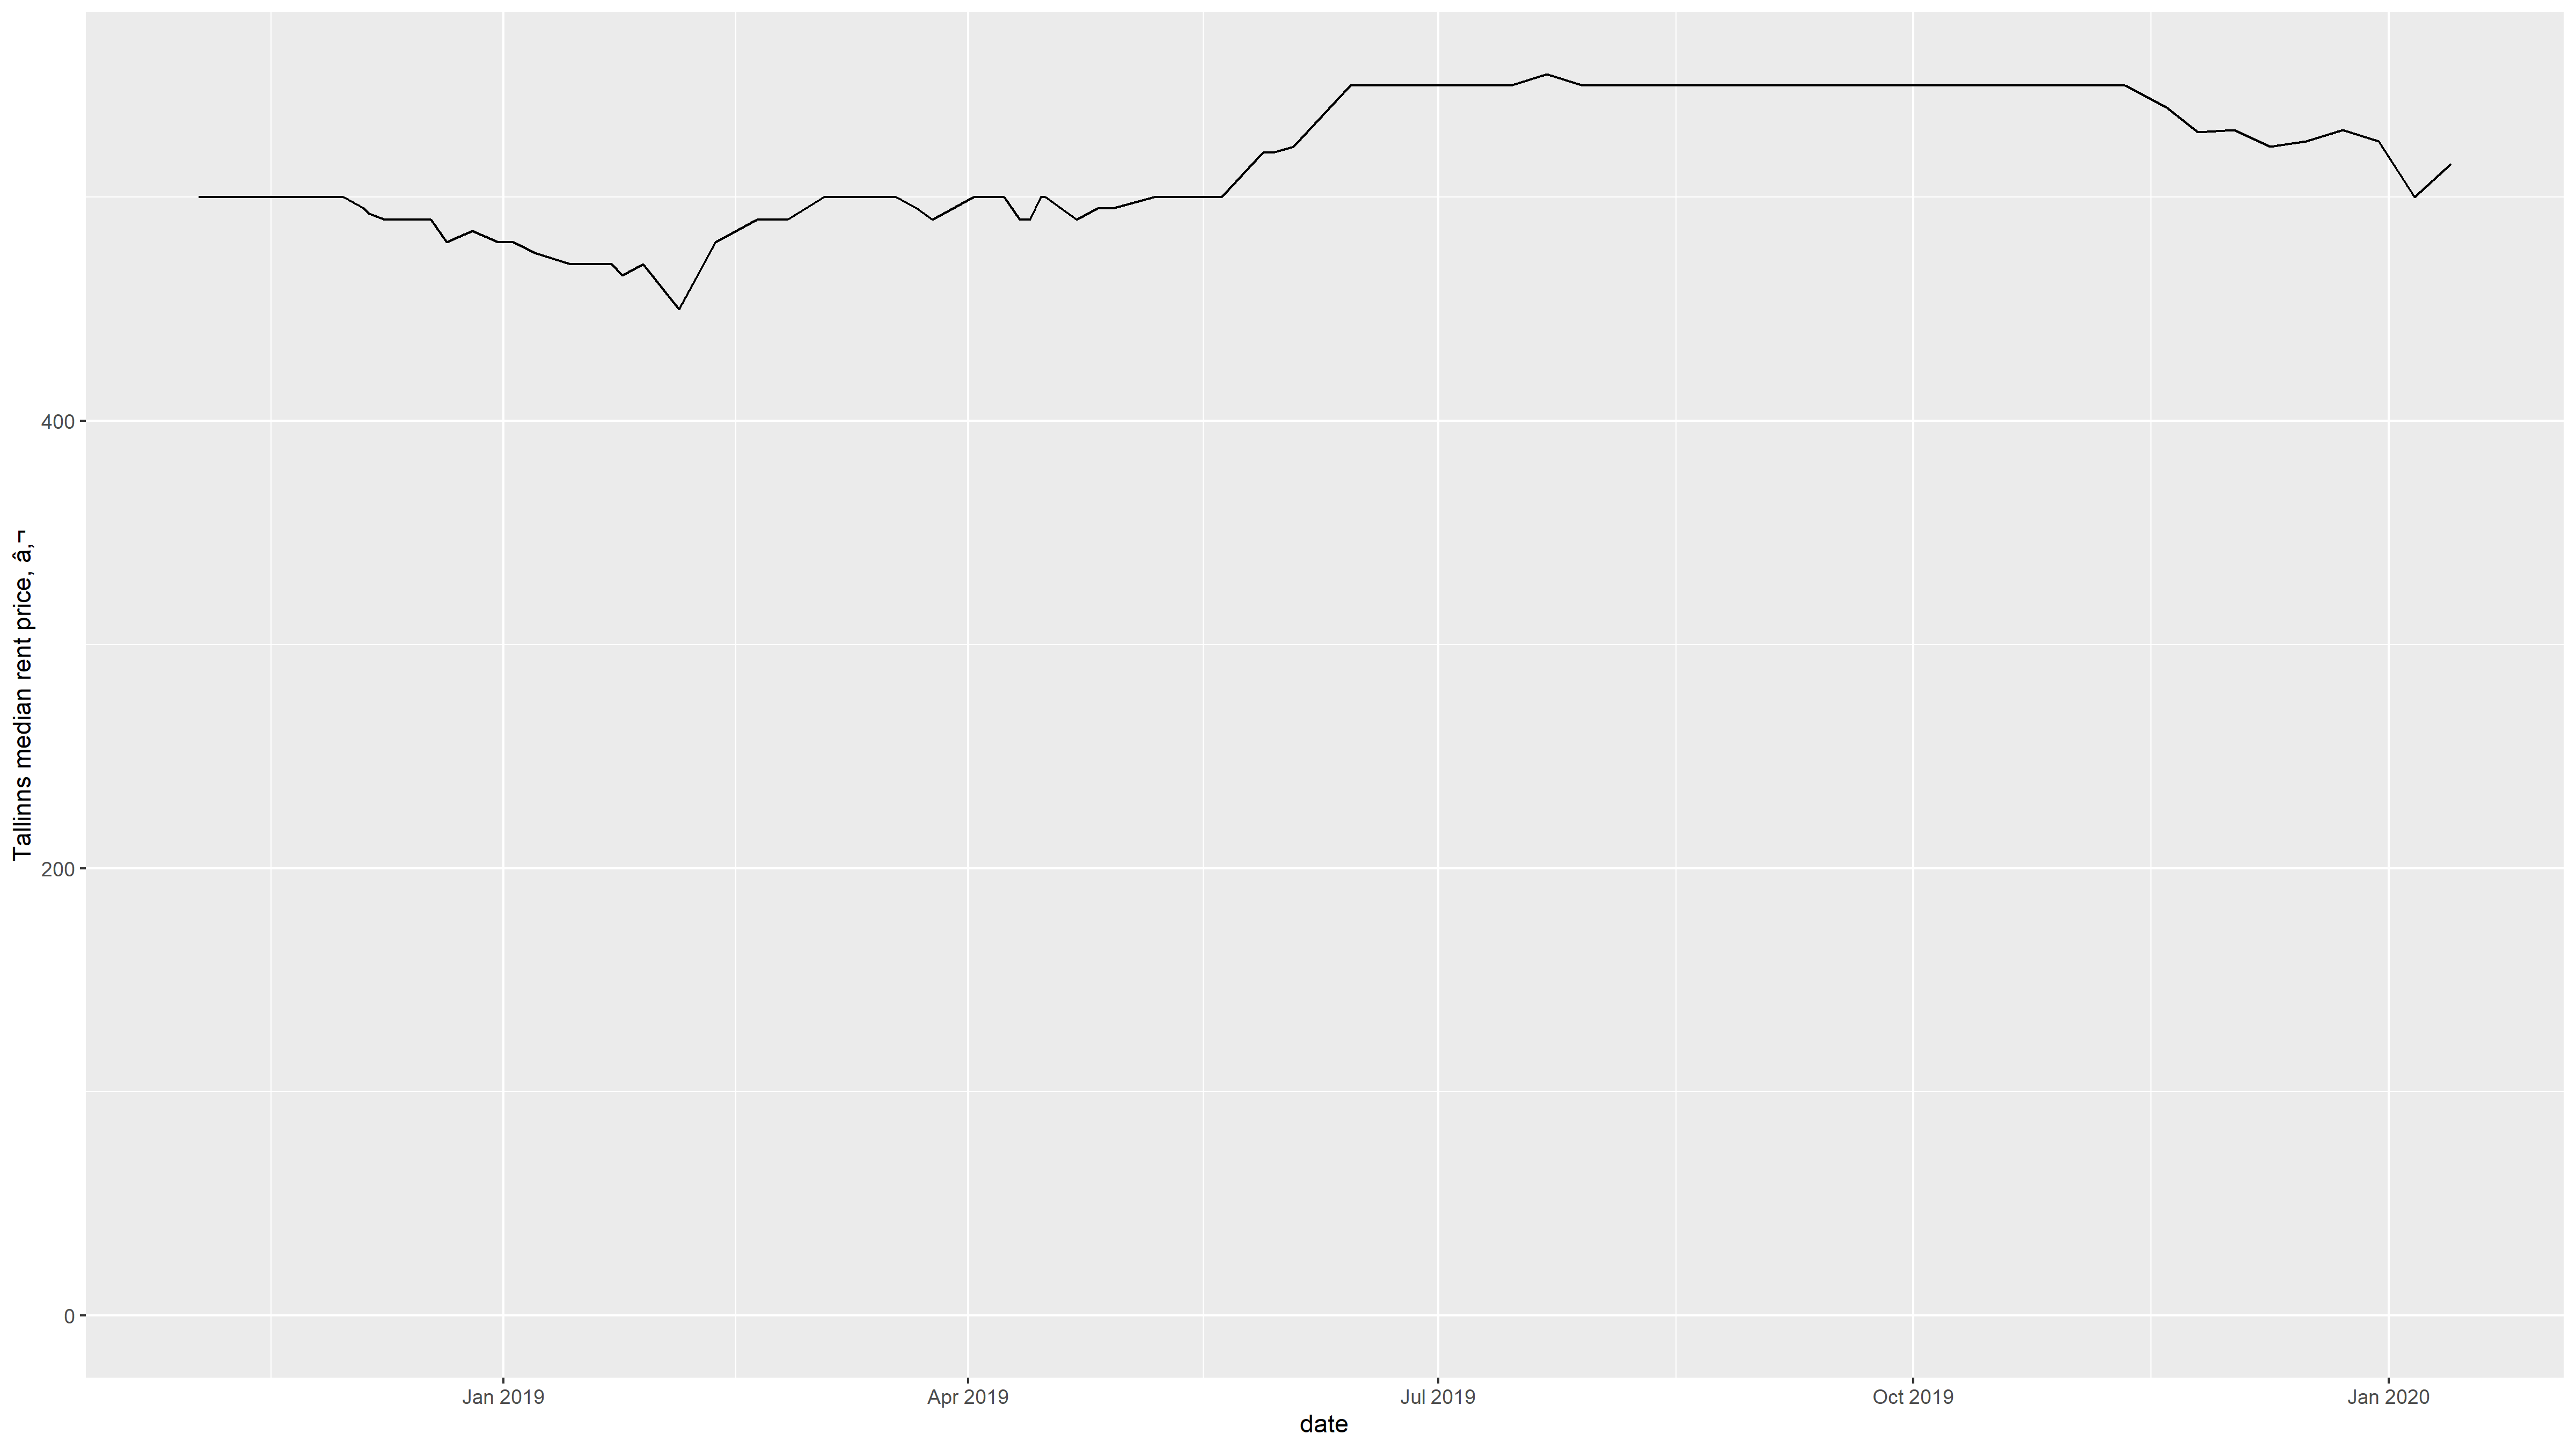 Tallinns median rent price, â‚¬
400
200
0
Jan 2019
Apr 2019
Jul 2019
Oct 2019
Jan 2020
date